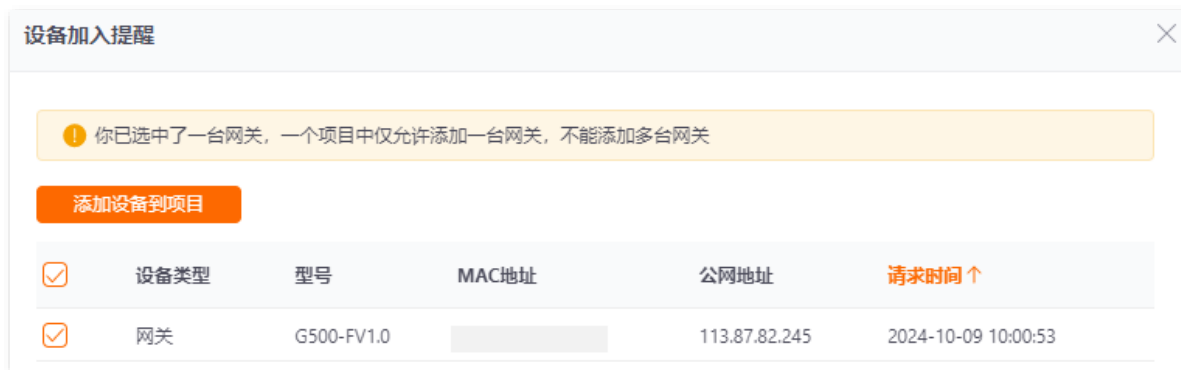 设备加入提醒
你已选中了一台网关，一个项目中仅允许添加一台网关，不能添加多台网关
添加设备到项目
设备类型 型号 MAC地址 公网地址 请求时间↑
网关 G500-FV1.0 113.87.82.245 2024-10-09 10:00:53